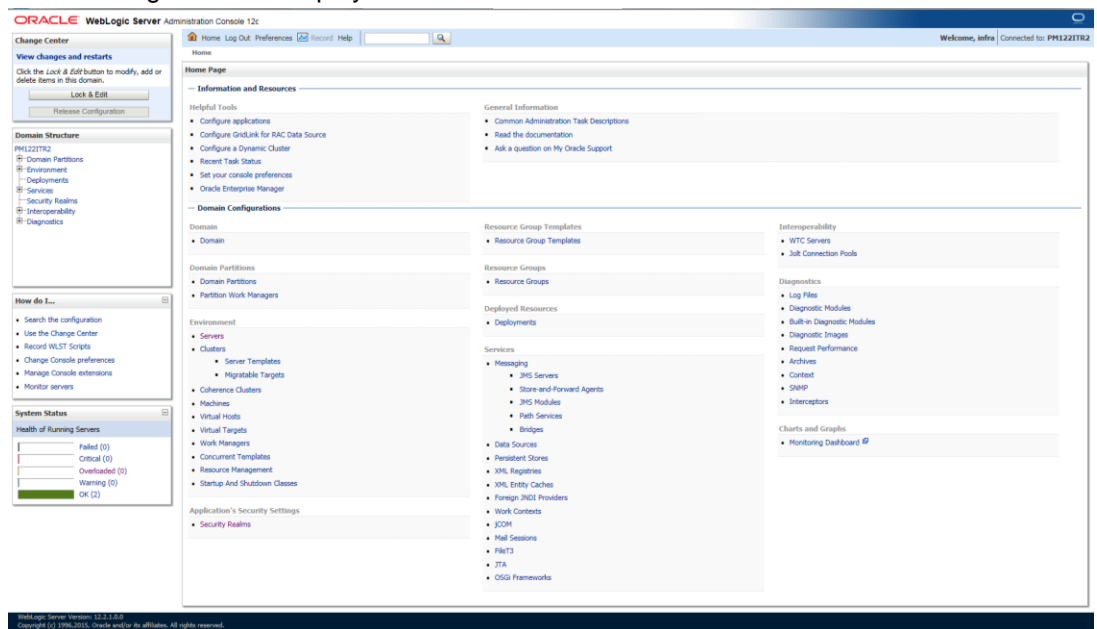 ORACLE WebLogic Server Administration Console 12c
Change Center
View changes and restarts
Click the Lock & Edit button to modify, add or
delete items in this domain.
Lock & Edit
Release Configuration
Domain Structure
PM122ITR2
Domain Partitions
Environment
Deployments
Services
Security Realms
Interoperability
Diagnostics
How do I...
Search the configuration
Use the Change Center
Record WLST Scripts
Change Console preferences
Manage Console extensions
Monitor servers
System Status
Health of Running Servers
Failed (0)
Critical (0)
Overloaded (0)
Warning (0)
OK (2)
Home Log Out Preferences Record Help
Welcome, infra Connected to: PM122ITR2
Home
Home Page
Information and Resources
Helpful Tools
Configure applications
Configure GridLink for RAC Data Source
Configure a Dynamic Cluster
Recent Task Status
Set your console preferences
Oracle Enterprise Manager
General Information
Common Administration Task Descriptions
Read the documentation
Ask a question on My Oracle Support
Domain Configurations
Domain
Domain
Domain Partitions
Domain Partitions
Partition Work Managers
Environment
Servers
Clusters
Server Templates
Migratable Targets
Coherence Clusters
Machines
Virtual Hosts
Virtual Targets
Work Managers
Concurrent Templates
Resource Management
Startup And Shutdown Classes
Application's Security Settings
Security Realms
Resource Group Templates
Resource Group Templates
Resource Groups
Resource Groups
Deployed Resources
Deployments
Services
Messaging
JMS Servers
Store-and-Forward Agents
JMS Modules
Path Services
Bridges
Data Sources
Persistent Stores
XML Registries
XML Entity Caches
Foreign JNDI Providers
Work Contexts
jCOM
Mail Sessions
FileT3
JTA
OSGi Frameworks
Interoperability
WTC Servers
Jolt Connection Pools
Diagnostics
Log Files
Diagnostic Modules
Built-in Diagnostic Modules
Diagnostic Images
Request Performance
Archives
Context
SNMP
Interceptors
Charts and Graphs
Monitoring Dashboard
WebLogic Server Version: 12.2.1.0.0
Copyright (c) 1996,2015, Oracle and/or its affiliates. All rights reserved.